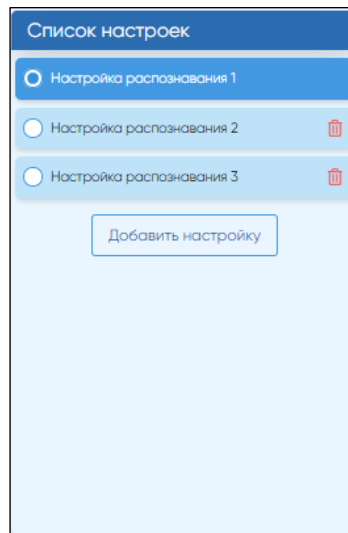 Список настроек
Настройка распознавания 1
Настройка распознавания 2
Настройка распознавания 3
Добавить настройку